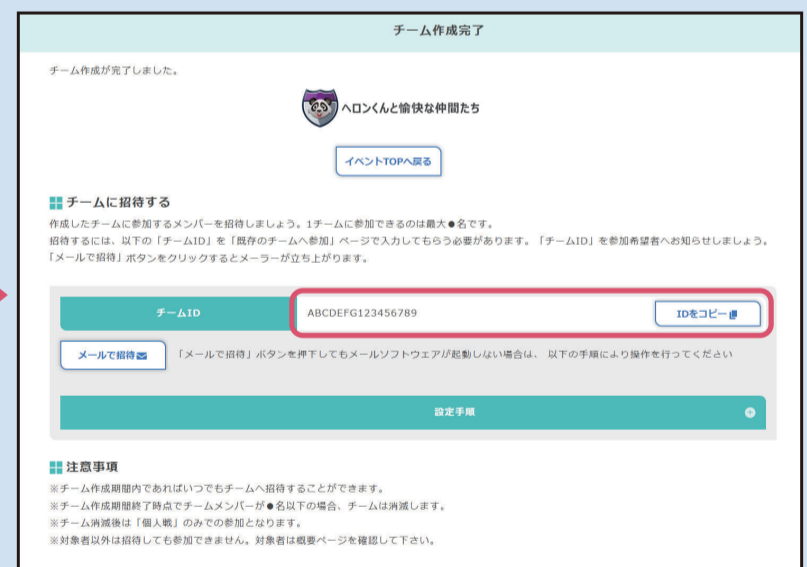 チーム作成完了
チーム作成が完了しました。
ヘロンくんと愉快な仲間たち
イベントTOPへ戻る
チームに招待する
作成したチームに参加するメンバーを招待しましょう。1チームに参加できるのは最大●名です。
招待するには、以下の「チームID」を「既存のチームへ参加」ページで入力してもらう必要があります。「チームID」を参加希望者へお知らせしましょう。
「メールで招待」ボタンをクリックするとメーラーが立ち上がります。
チームID
ABCDEFG123456789
IDをコピー
メールで招待
「メールで招待」ボタンを押下してもメールソフトウエアが起動しない場合は、 以下の手順により操作を行ってください
設定手順
注意事項
※チーム作成期間内であればいつでもチームへ招待することができます。
※チーム作成期間終了時点でチームメンバーが●名以下の場合、チームは消滅します。
※チーム消滅後は「個人戦」のみでの参加となります。
※対象者以外は招待しても参加できません。対象者は概要ページを確認して下さい。